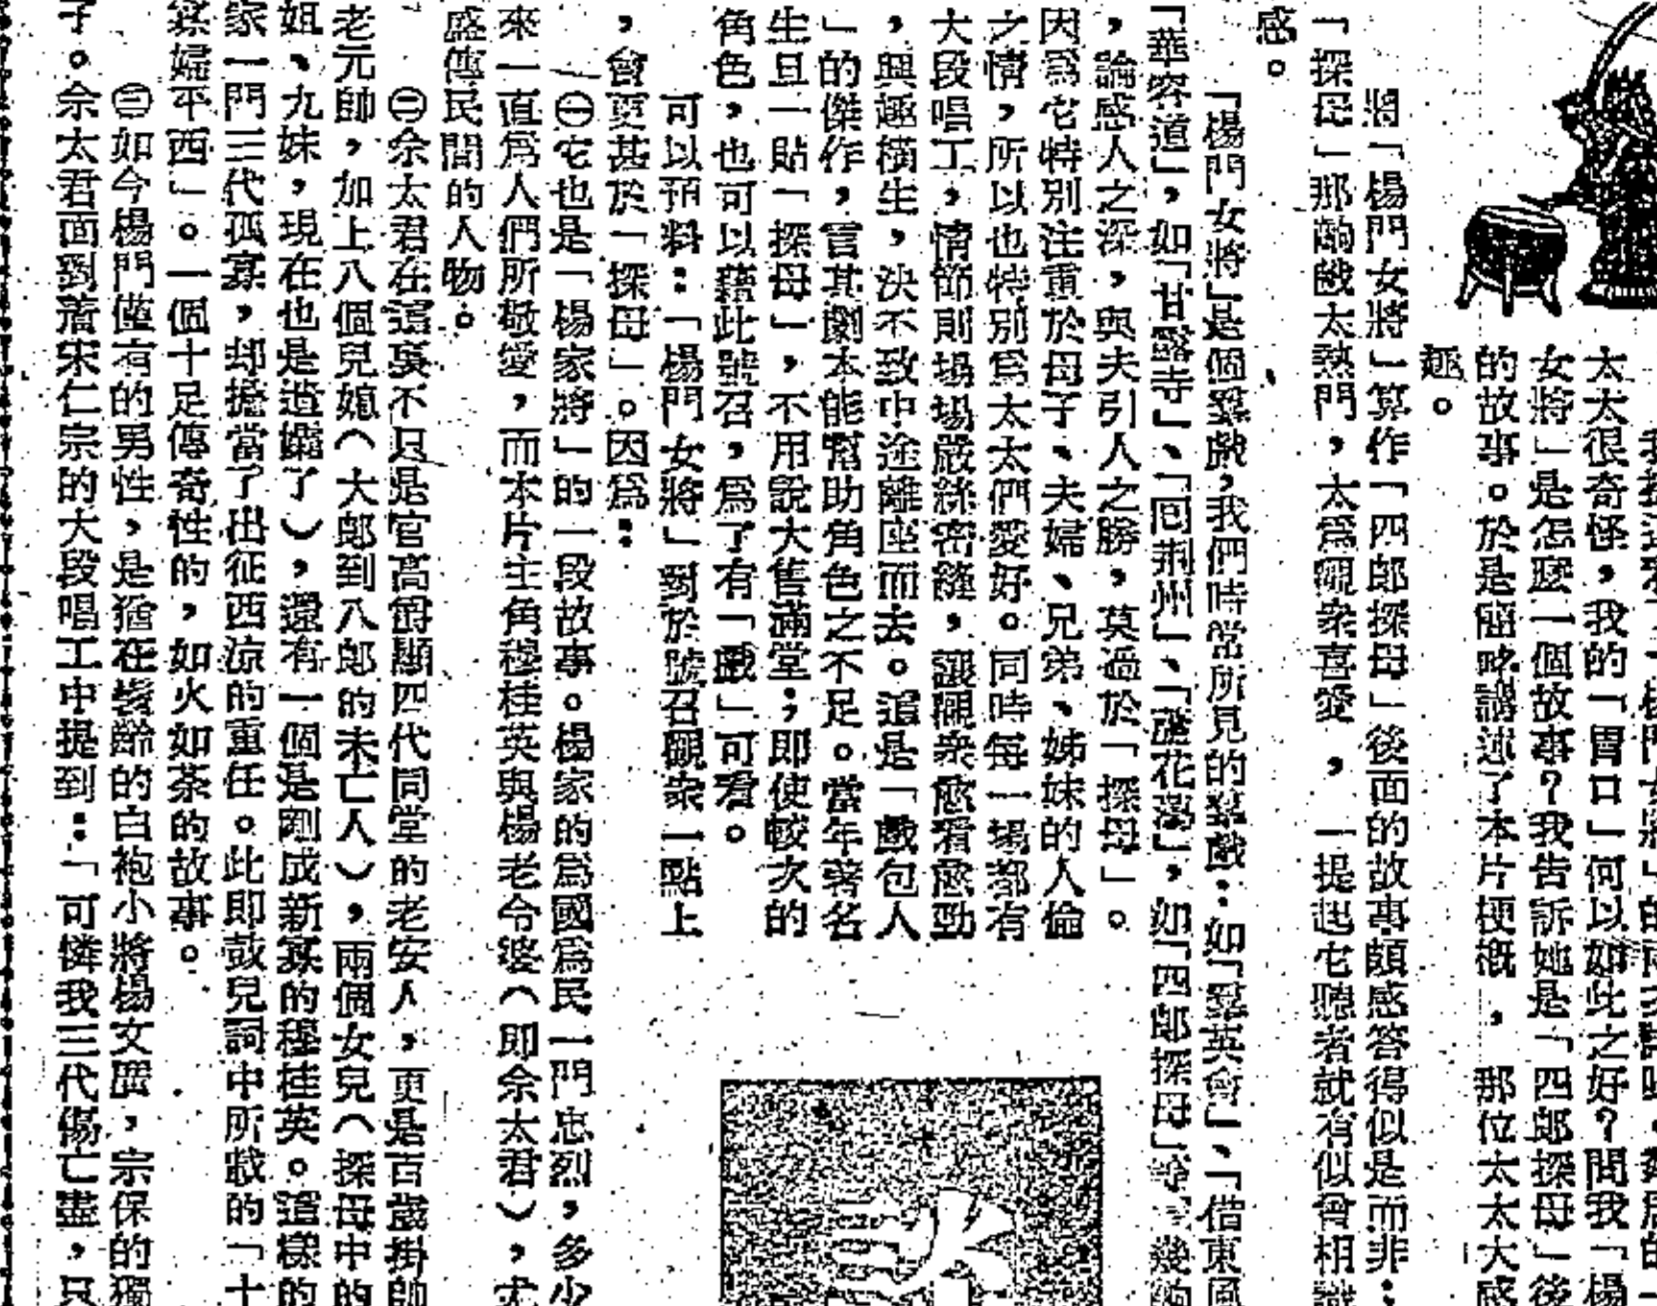 太太很奇怪，我的「胃口」何以如此之好？問我「楊
女將」是怎麼一個故事？我告訴她是「四郎探母」後
的故事。於是簡略講述了本片梗概，那位太太大感
趣。
將「楊門女將」算作「四郎探母」後面的故事頗感答得似是而非：
「探母」那齣戲太熱門，太爲觀衆喜愛，一提起它聽者就有似曾相識
感。
「楊門女將」是個羣戲，我們時常所見的羣戲：如「羣英會」、「借東風
「華容道」，如「甘露寺」、「回荆州」、「蘆花蕩」，如「四郎探母」等
，論感人之深，與夫引人之勝，莫過於「探母」。
因爲它特別注重於母子、夫婦、兄弟、姊妹的人倫
之情，所以也特別爲太太們愛好。同時每一場都有
大段唱工，情節則場場嚴絲密縫，讓觀衆愈看愈勁
，興趣橫生，決不致中途離座而去。這是「戲包人
」的傑作，言其劇本能幫助角色之不足。當年著名
生旦一貼「探母」，不用說大售滿堂；即使較次的
角色，也可以藉此號召，爲了有「戲」可看。
可以預料：「楊門女將」對於號召觀衆一點上
，會更甚於「探母」。因爲：
㊀它也是「楊家將」的一段故事。楊家的爲國爲民一門忠烈，多少
來一直爲人們所敬愛，而本片主角穆桂英與楊老令婆（即佘太君），尤
感傳民間的人物。
㊁佘太君在這裏不只是官高爵顯四代同堂的老安人，更是百歲掛帥
老元帥，加上八個兒媳（大郎到八郎的未亡人），兩個女兒（探母中的
姐、九妹，現在也是造孀了），還有一個是剛成新寡的穆桂英。這樣的
家一門三代孤寡，却擔當了出征西涼的重任。此即鼓兒詞中所載的「十
寡婦平西」。一個十足傳奇性的，如火如荼的故事。
㊂如今楊門僅有的男性，是猶在髫齡的白袍小將楊文廣，宗保的獨
子。佘太君面對着宋仁宗的大段唱工中提到：「可憐我三代傷亡盡，只